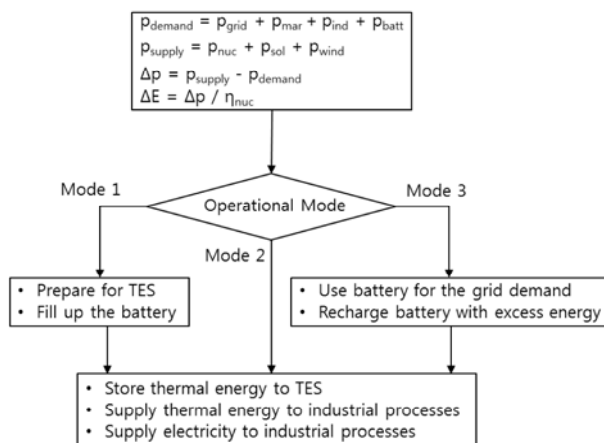 p_demand = p_grid + p_mar + p_ind + p_batt
p_supply = p_nuc + p_sol + p_wind
Δp = p_supply - p_demand
ΔE = Δp / η_nuc
Mode 1
Mode 3
Operational Mode
Mode 2
• Prepare for TES
• Fill up the battery
• Use battery for the grid demand
• Recharge battery with excess energy
• Store thermal energy to TES
• Supply thermal energy to industrial processes
• Supply electricity to industrial processes